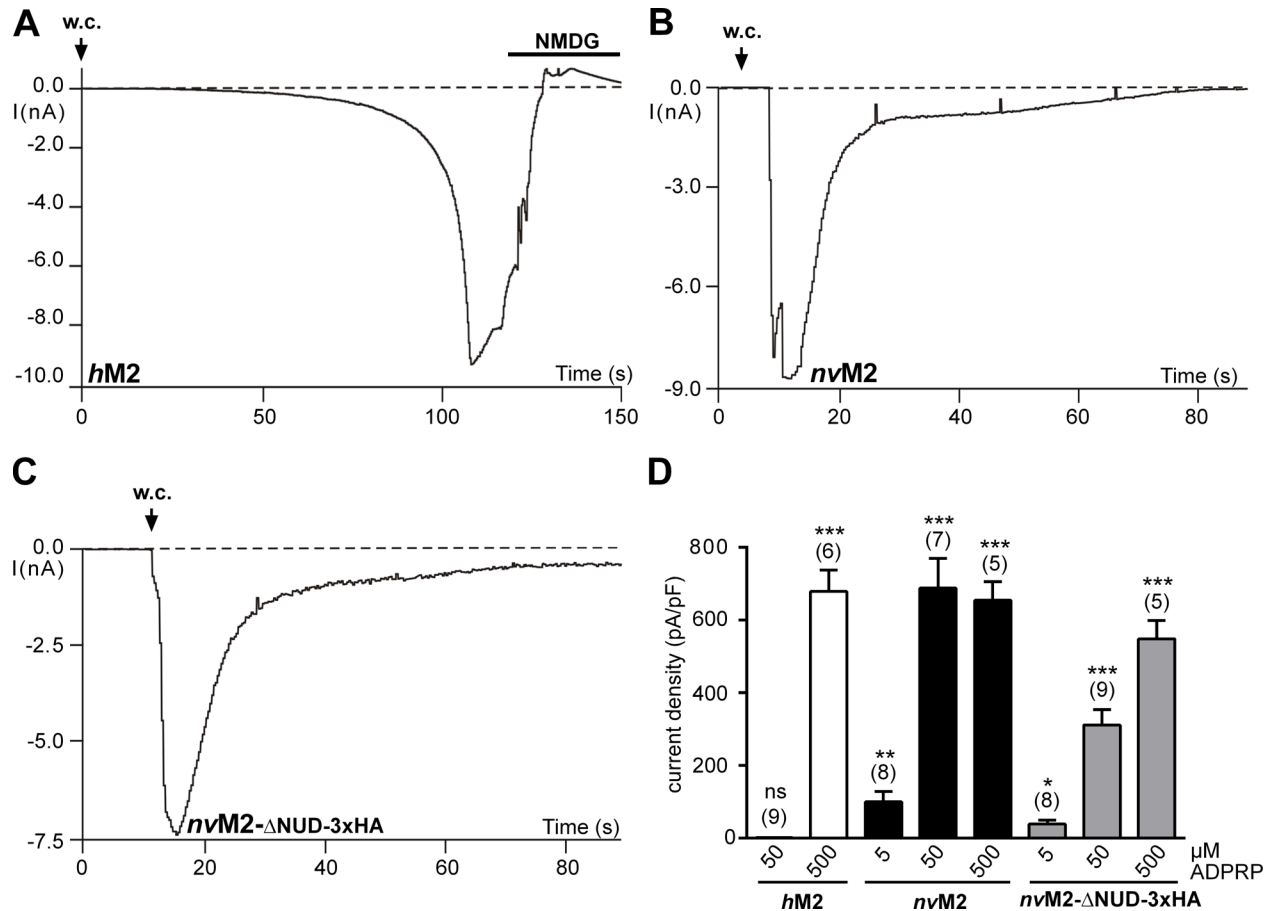 A
w.c.
NMDG
0.0
I(nA)
-2.0
-4.0
-6.0
-8.0
-10.0
hM2
Time (s)
0 50 100 150
B
w.c.
0.0
I(nA)
-3.0
-6.0
-9.0
nvM2
Time (s)
0 20 40 60 80
C
w.c.
0.0
I(nA)
-2.5
-5.0
-7.5
nvM2-ΔNUD-3xHA
Time (s)
0 20 40 60 80
D
current density (pA/pF)
800
600
400
200
0
ns
(9)
***
(6)
**
(8)
***
(7)
***
(5)
*
(8)
***
(9)
***
(5)
50 500 5 50 500 5 50 500
µM
ADPRP
hM2 nvM2 nvM2-ΔNUD-3xHA